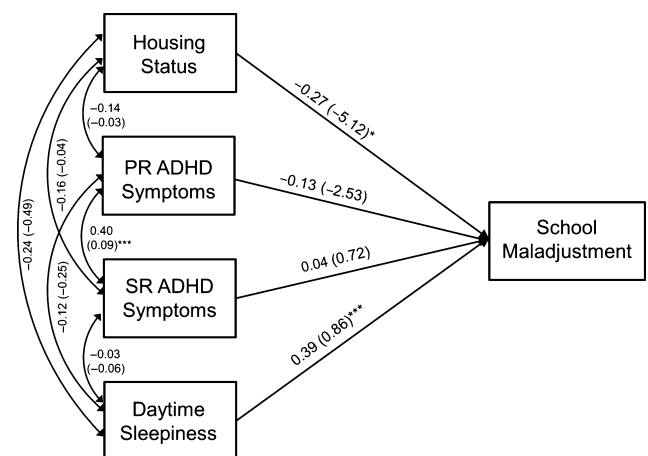 Housing
Status
−0.27 (−5.12)*
−0.14
(−0.03)
−0.16 (−0.04)
PR ADHD
Symptoms
−0.13 (−2.53)
−0.24 (−0.49)
School
Maladjustment
0.40
(0.09)***
0.04 (0.72)
SR ADHD
Symptoms
−0.12 (−0.25)
0.39 (0.86)***
−0.03
(−0.06)
Daytime
Sleepiness